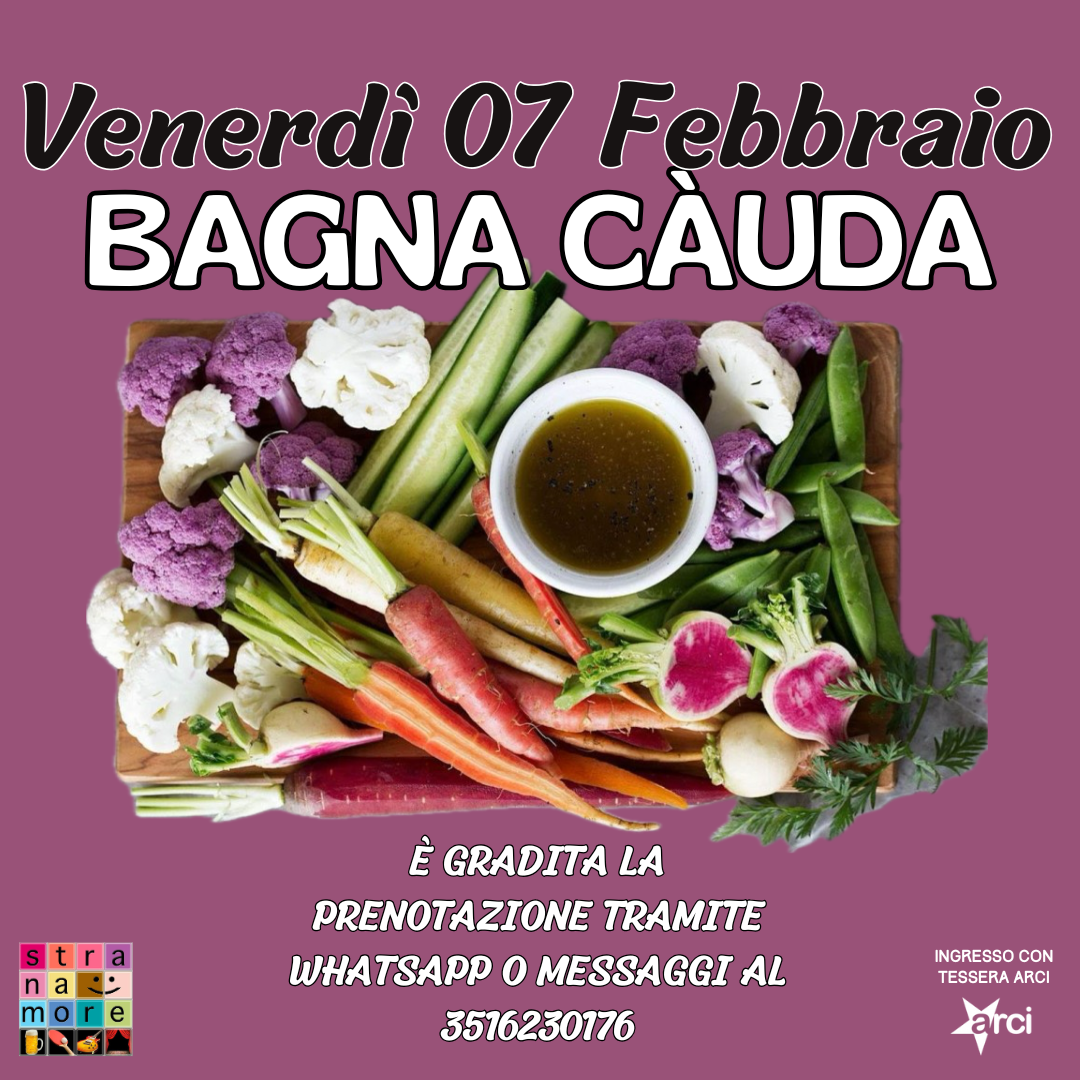 Venerdì 07 Febbraio
BAGNA CÀUDA
È GRADITA LA
PRENOTAZIONE TRAMITE
WHATSAPP O MESSAGGI AL
3516230176
stra
na
more
INGRESSO CON
TESSERA ARCI
arci